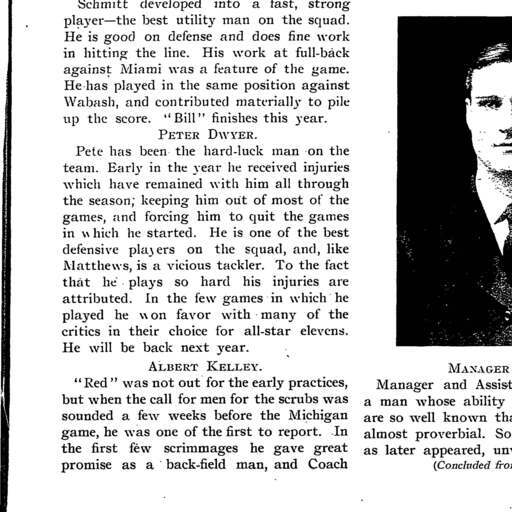 Schmitt developed into a fast, strong
player—the best utility man on the squad.
He is good on defense and does fine work
in hitting the line. His work at full-back
against Miami was a feature of the game.
He has played in the same position against
Wabash, and contributed materially to pile
up the score. "Bill" finishes this year.
PETER DWYER.
Pete has been the hard-luck man on the
team. Early in the year he received injuries
which have remained with him all through
the season, keeping him out of most of the
games, and forcing him to quit the games
in which he started. He is one of the best
defensive players on the squad, and, like
Matthews, is a vicious tackler. To the fact
that he plays so hard his injuries are
attributed. In the few games in which he
played he won favor with many of the
critics in their choice for all-star elevens.
He will be back next year.
ALBERT KELLEY.
"Red" was not out for the early practices,
but when the call for men for the scrubs was
sounded a few weeks before the Michigan
game, he was one of the first to report. In
the first few scrimmages he gave great
promise as a back-field man, and Coach
MANAGER
Manager and Assist
a man whose ability
are so well known tha
almost proverbial. So
as later appeared, unw
(Concluded fro